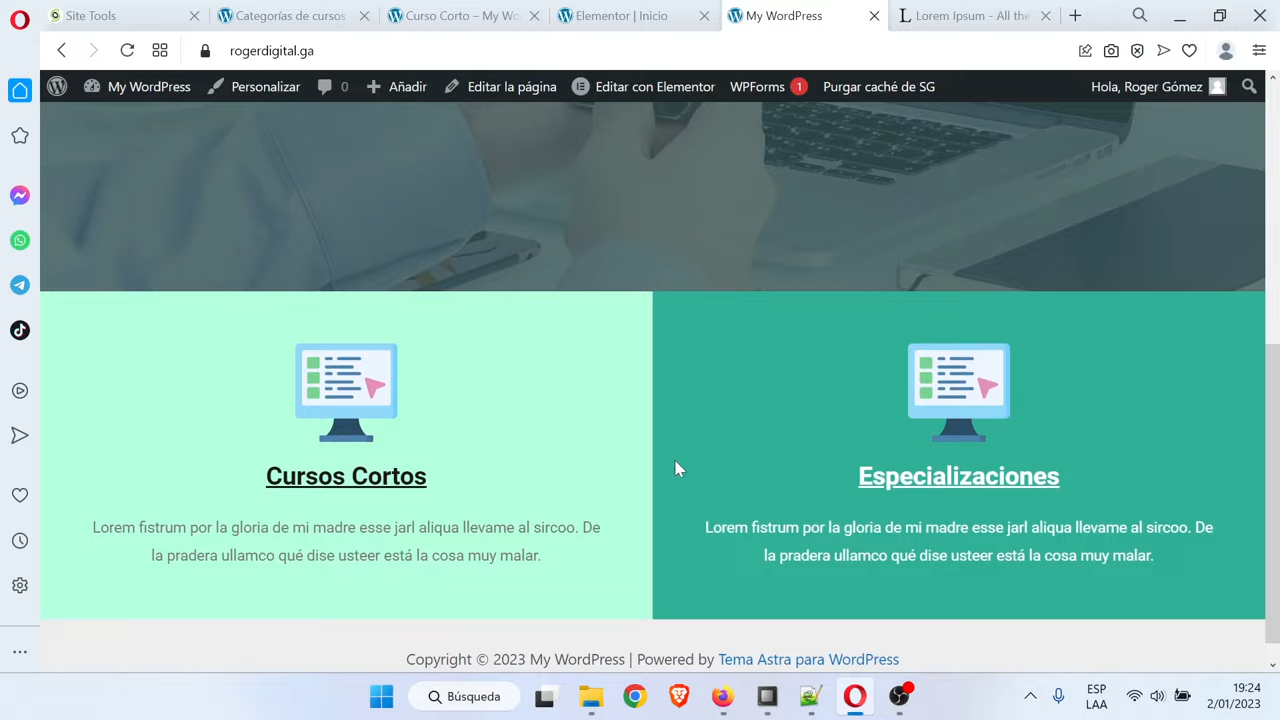 Site Tools
Categorías de cursos
Curso Corto – My Wo
Elementor | Inicio
My WordPress
Lorem Ipsum - All the
rogerdigital.ga
My WordPress
Personalizar
0
Añadir
Editar la página
Editar con Elementor
WPForms 1
Purgar caché de SG
Hola, Roger Gómez
Cursos Cortos
Lorem fistrum por la gloria de mi madre esse jarl aliqua llevame al sircoo. De
la pradera ullamco qué dise usteer está la cosa muy malar.
Especializaciones
Lorem fistrum por la gloria de mi madre esse jarl aliqua llevame al sircoo. De
la pradera ullamco qué dise usteer está la cosa muy malar.
Copyright © 2023 My WordPress | Powered by Tema Astra para WordPress
Búsqueda
ESP
LAA
19:24
2/01/2023